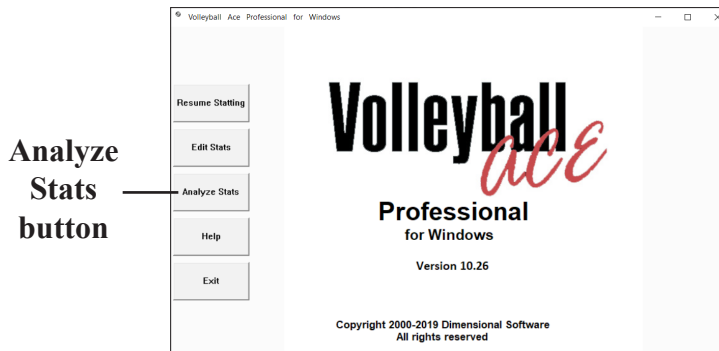 Volleyball Ace Professional for Windows
Resume Statting
Edit Stats
Analyze Stats
Help
Exit
Analyze
Stats
button
Volleyball
ace
Professional
for Windows
Version 10.26
Copyright 2000-2019 Dimensional Software
All rights reserved